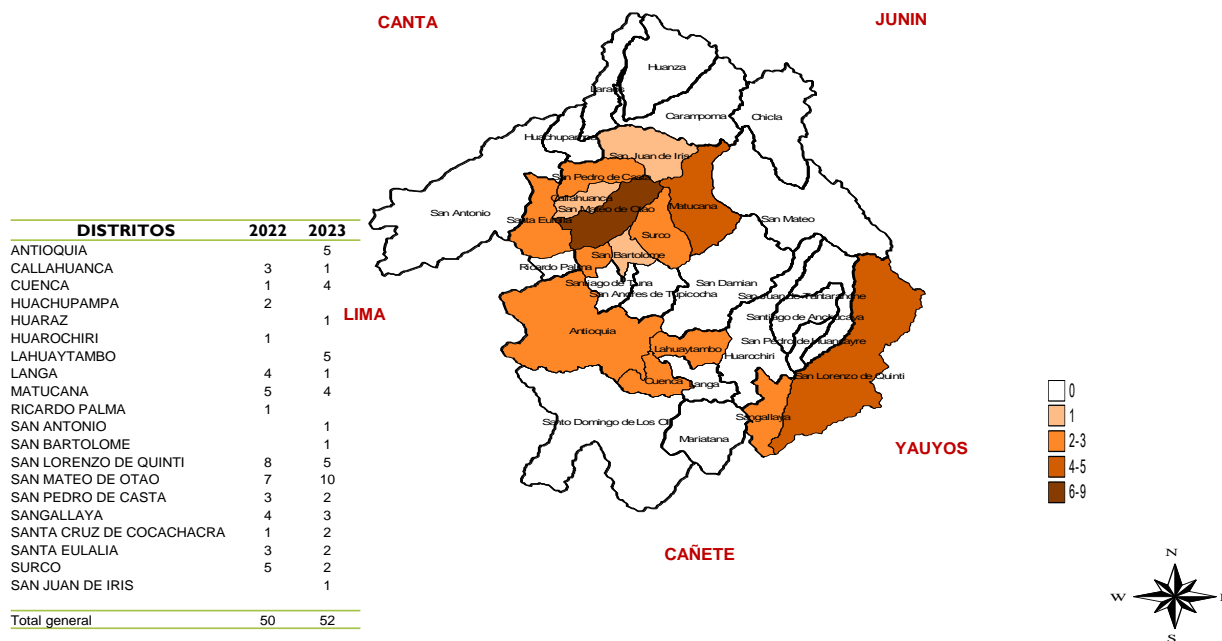 CANTA
JUNIN
Huanza
Laraos
Carampoma
Chicla
Huachupampa
San Juan de Iris
San Pedro de Casta
Callahuanca
San Antonio
San Mateo de Otao
Matucana
Santa Eulalia
San Mateo
Surco
San Bartolome
Ricardo Palma
Santiago de Tuna
San Damian
San Andres de Tupicocha
San Juan de Tantaranche
LIMA
Santiago de Anchucaya
Antioquia
San Pedro de Huancayre
Lahuaytambo
Huarochiri
San Lorenzo de Quinti
Cuenca
Langa
Sangallaya
Santo Domingo de Los Ol
Mariatana
YAUYOS
CAÑETE
DISTRITOS 2022 2023
ANTIOQUIA 5
CALLAHUANCA 3 1
CUENCA 1 4
HUACHUPAMPA 2
HUARAZ 1
HUAROCHIRI 1
LAHUAYTAMBO 5
LANGA 4 1
MATUCANA 5 4
RICARDO PALMA 1
SAN ANTONIO 1
SAN BARTOLOME 1
SAN LORENZO DE QUINTI 8 5
SAN MATEO DE OTAO 7 10
SAN PEDRO DE CASTA 3 2
SANGALLAYA 4 3
SANTA CRUZ DE COCACHACRA 1 2
SANTA EULALIA 3 2
SURCO 5 2
SAN JUAN DE IRIS 1
Total general 50 52
0
1
2-3
4-5
6-9
N
W
S